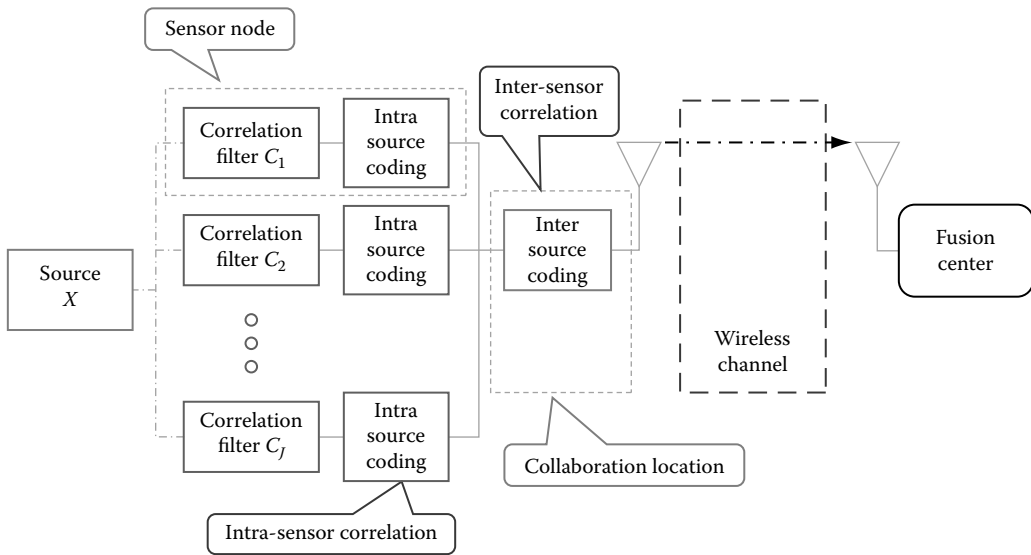 Sensor node
Inter-sensor
correlation
Correlation
filter C₁
Intra
source
coding
Correlation
filter C₂
Intra
source
coding
Inter
source
coding
Source
X
Fusion
center
Wireless
channel
Correlation
filter C_J
Intra
source
coding
Collaboration location
Intra-sensor correlation